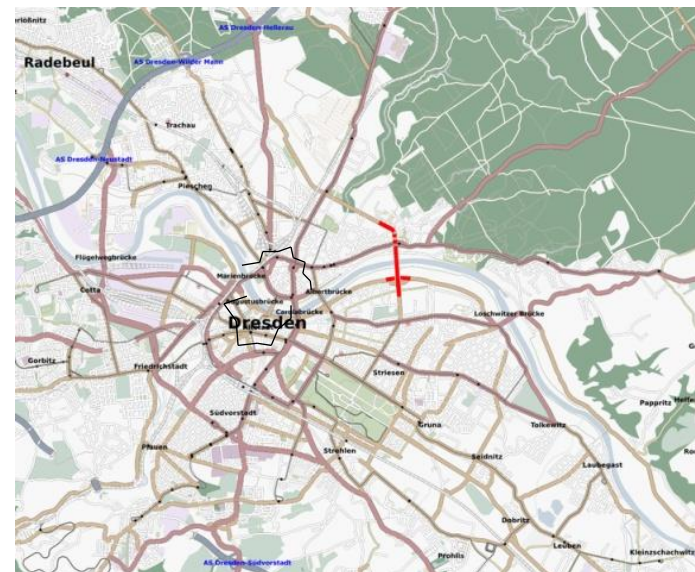 AS Dresden-Hellerau
Radebeul
AS Dresden-Wilder Mann
Trachau
AS Dresden-Neustadt
Pieschen
Flügelwegbrücke
Marienbrücke
Cotta
Albertbrücke
Augustusbrücke
Carolabrücke
Dresden
Loschwitzer Brücke
Gorbitz
Friedrichstadt
Striesen
Pappritz
Südvorstadt
Gruna
Tolkewitz
Plauen
Strehlen
Seidnitz
Laubegast
Dobritz
Leuben
Prohlis
Kleinzschachwitz
AS Dresden-Südvorstadt